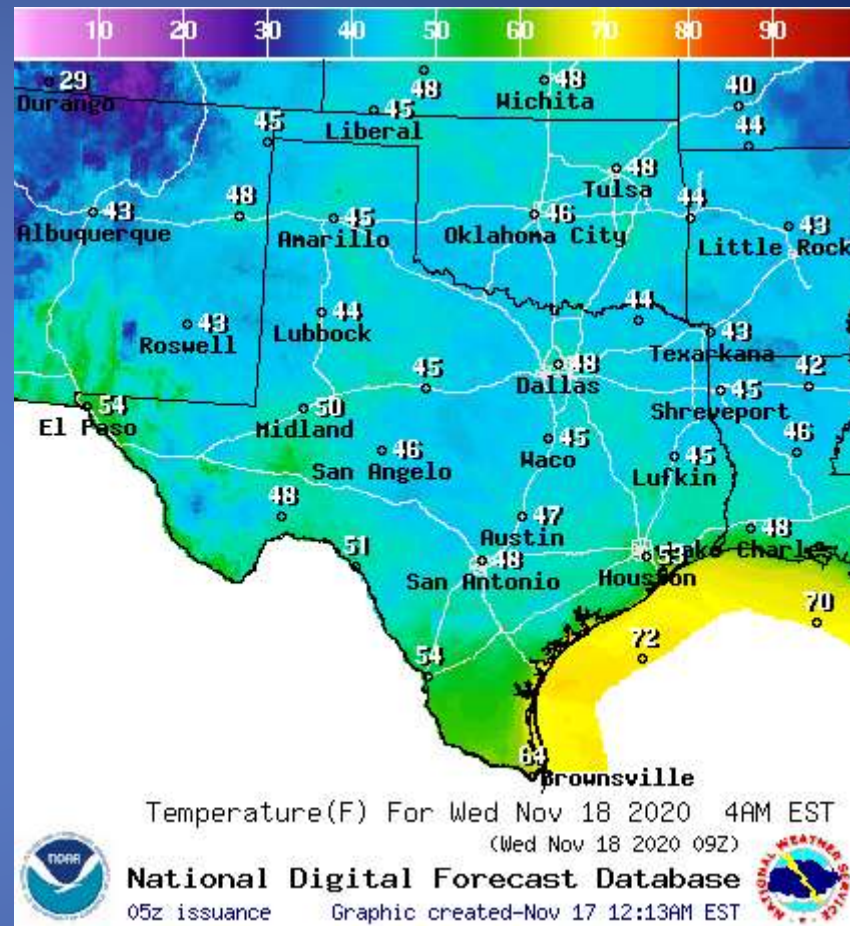 10 20 30 40 50 60 70 80 90
29 48 48 40
Durango Wichita
45 45
Liberal
44
48
Tulsa
43 48 45 46 44 43
Albuquerque Amarillo Oklahoma City Little Rock
43 44 44 43
Roswell Lubbock Texarkana
45 48 42
Dallas
54 50 45
El Paso Midland Shreveport
46 45 45 46
San Angelo Waco Lufkin
48 47 48
Austin
51 48 53 Lake Charles
San Antonio Houston
70
54 72
64
Brownsville
Temperature(F) For Wed Nov 18 2020 4AM EST
(Wed Nov 18 2020 09Z)
NOAA
NATIONAL WEATHER SERVICE
National Digital Forecast Database
05z issuance Graphic created-Nov 17 12:13AM EST